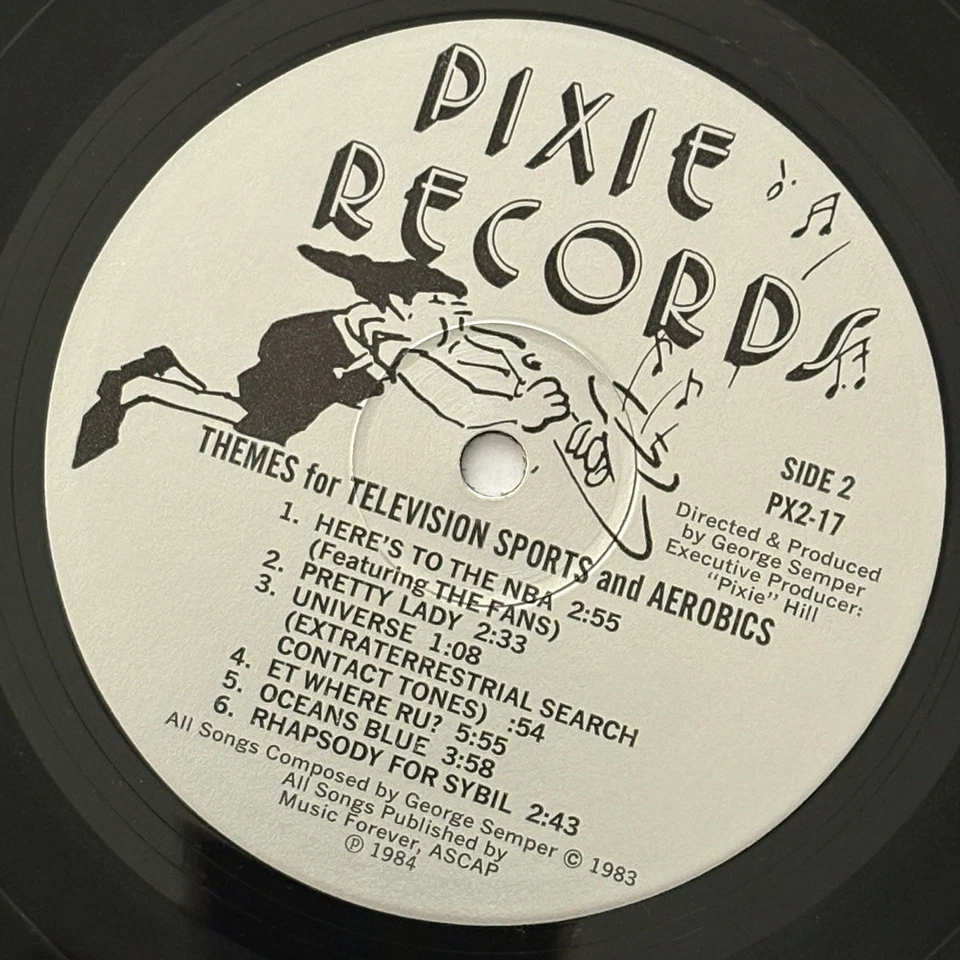 PIXIE
RECORDS
SIDE 2
PX2-17
Directed & Produced
by George Semper
Executive Producer:
"Pixie" Hill
THEMES for TELEVISION SPORTS and AEROBICS
1. HERE'S TO THE NBA 2:55
(Featuring THE FANS)
2. PRETTY LADY 2:33
3. UNIVERSE 1:08
(EXTRATERRESTRIAL SEARCH
CONTACT TONES) :54
4. ET WHERE RU? 5:55
5. OCEANS BLUE 3:58
6. RHAPSODY FOR SYBIL 2:43
All Songs Composed by George Semper © 1983
All Songs Published by
Music Forever, ASCAP
℗ 1984